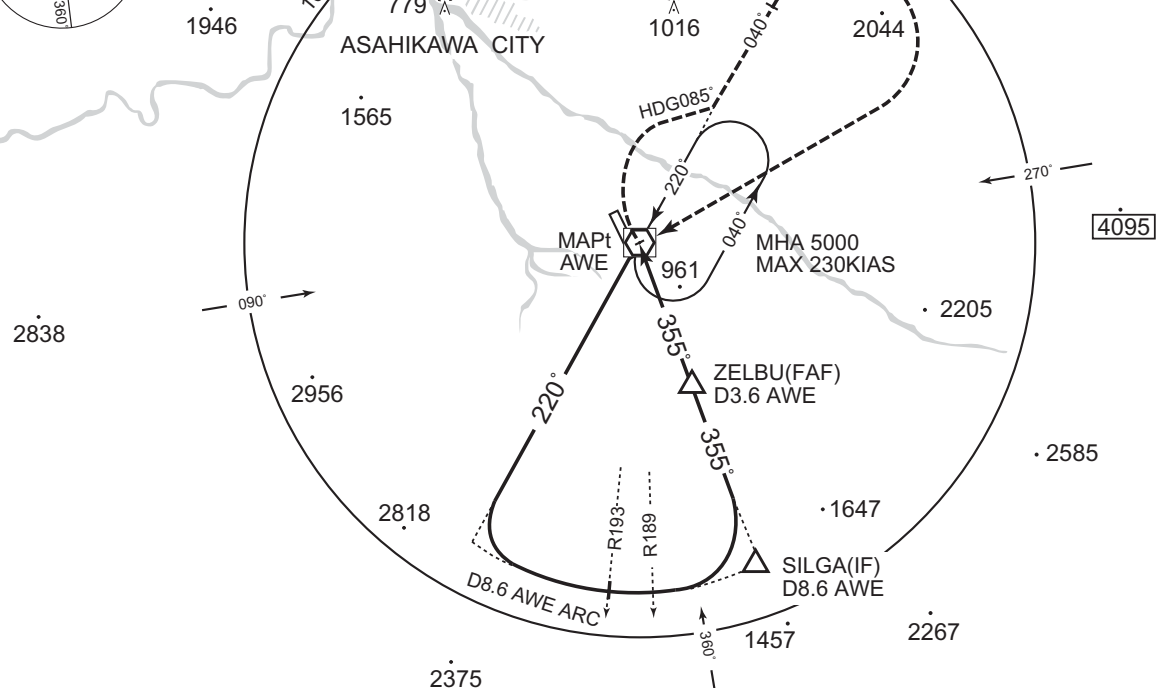 360°
1946
779
1016
040°
2044
ASAHIKAWA CITY
1565
HDG085°
220°
270°
4095
040°
MAPt
AWE
MHA 5000
MAX 230KIAS
961
090°
2205
2838
355°
2956
220°
ZELBU(FAF)
D3.6 AWE
355°
2585
2818
R193
R189
1647
SILGA(IF)
D8.6 AWE
D8.6 AWE ARC
360°
1457
2267
2375